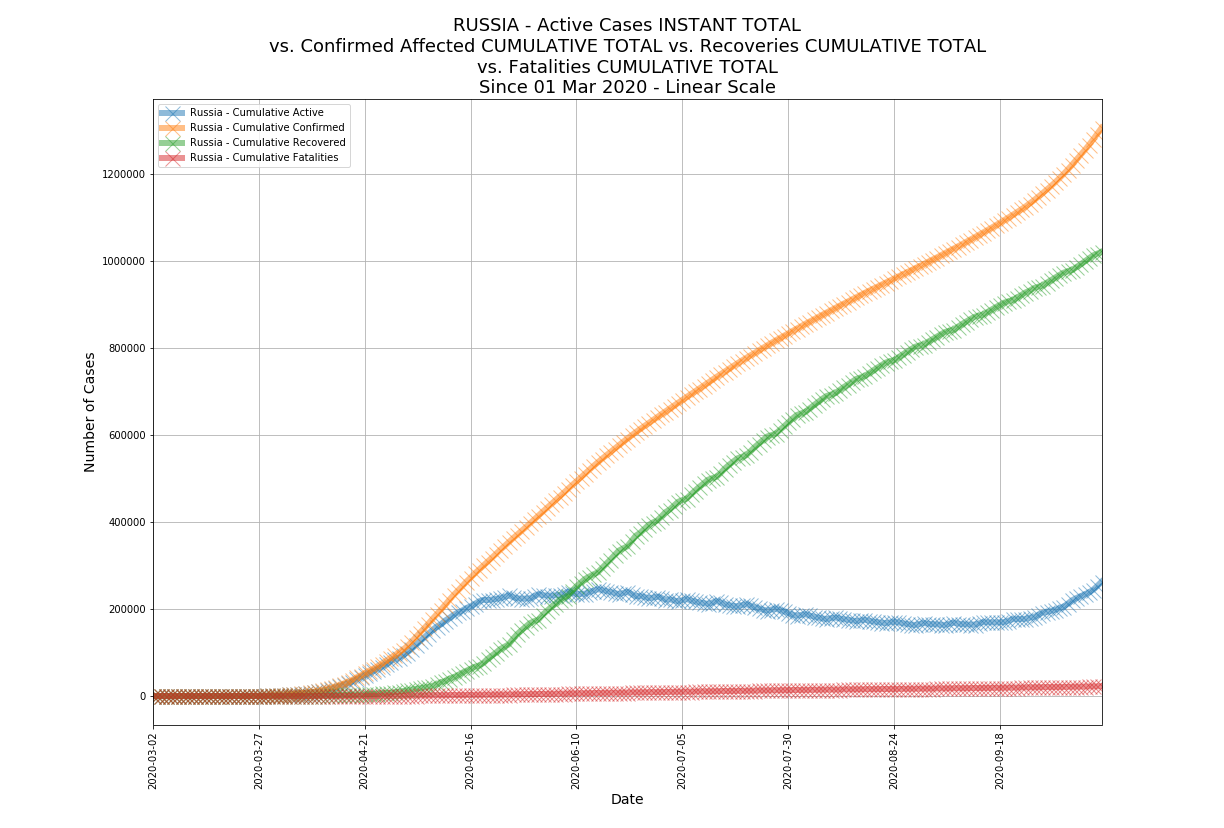 RUSSIA - Active Cases INSTANT TOTAL
vs. Confirmed Affected CUMULATIVE TOTAL vs. Recoveries CUMULATIVE TOTAL
vs. Fatalities CUMULATIVE TOTAL
Since 01 Mar 2020 - Linear Scale
Russia - Cumulative Active
Russia - Cumulative Confirmed
Russia - Cumulative Recovered
Russia - Cumulative Fatalities
Number of Cases
1200000
1000000
800000
600000
400000
200000
0
2020-03-02
2020-03-27
2020-04-21
2020-05-16
2020-06-10
2020-07-05
2020-07-30
2020-08-24
2020-09-18
Date